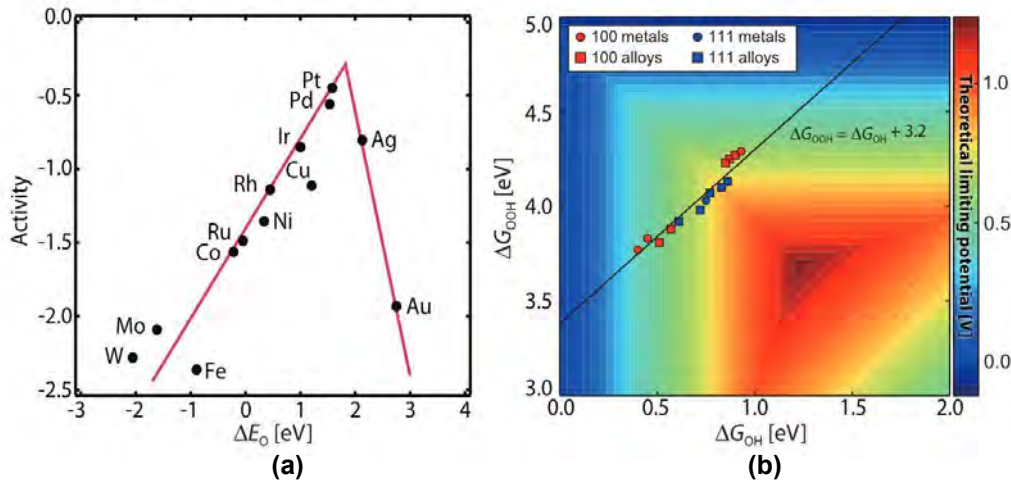 0.0
-0.5
-1.0
-1.5
-2.0
-2.5
Activity
Pt
Pd
Ir
Ag
Cu
Rh
Ni
Ru
Co
Au
Mo
W
Fe
-3 -2 -1 0 1 2 3 4
ΔE_O [eV]
(a)
5.0
4.5
4.0
3.5
3.0
ΔG_OOH [eV]
100 metals 111 metals
100 alloys 111 alloys
ΔG_OOH = ΔG_OH + 3.2
0.0 0.5 1.0 1.5 2.0
ΔG_OH [eV]
1.0
0.5
0.0
Theoretical limiting potential [V]
(b)